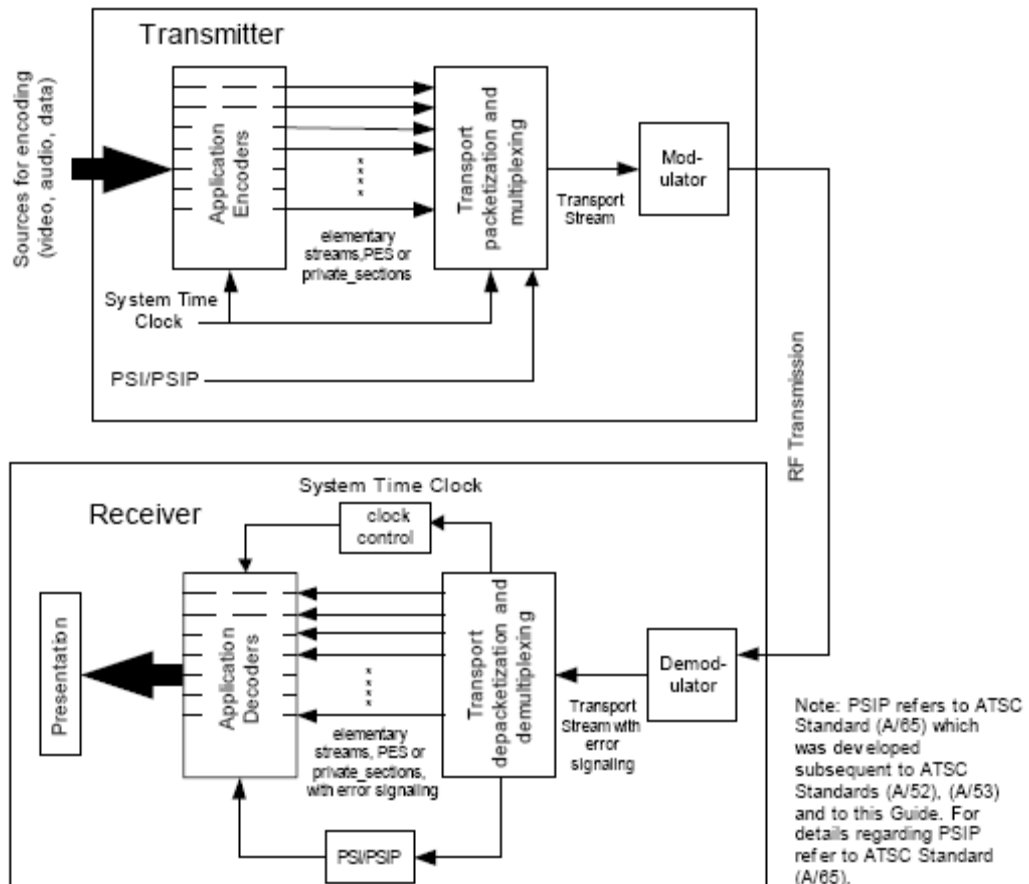 Transmitter
Sources for encoding
(video, audio, data)
Application
Encoders
elementary
streams,PES or
private_sections
Transport
packetization and
multiplexing
Transport
Stream
Mod-
ulator
System Time
Clock
PSI/PSIP
RF Transmission
Receiver
System Time Clock
clock
control
Presentation
Application
Decoders
elementary
streams, PES or
private_sections,
with error signaling
Transport
depacketization and
demultiplexing
Transport
Stream with
error
signaling
Demod-
ulator
PSI/PSIP
Note: PSIP refers to ATSC
Standard (A/65) which
was developed
subsequent to ATSC
Standards (A/52), (A/53)
and to this Guide. For
details regarding PSIP
refer to ATSC Standard
(A/65).